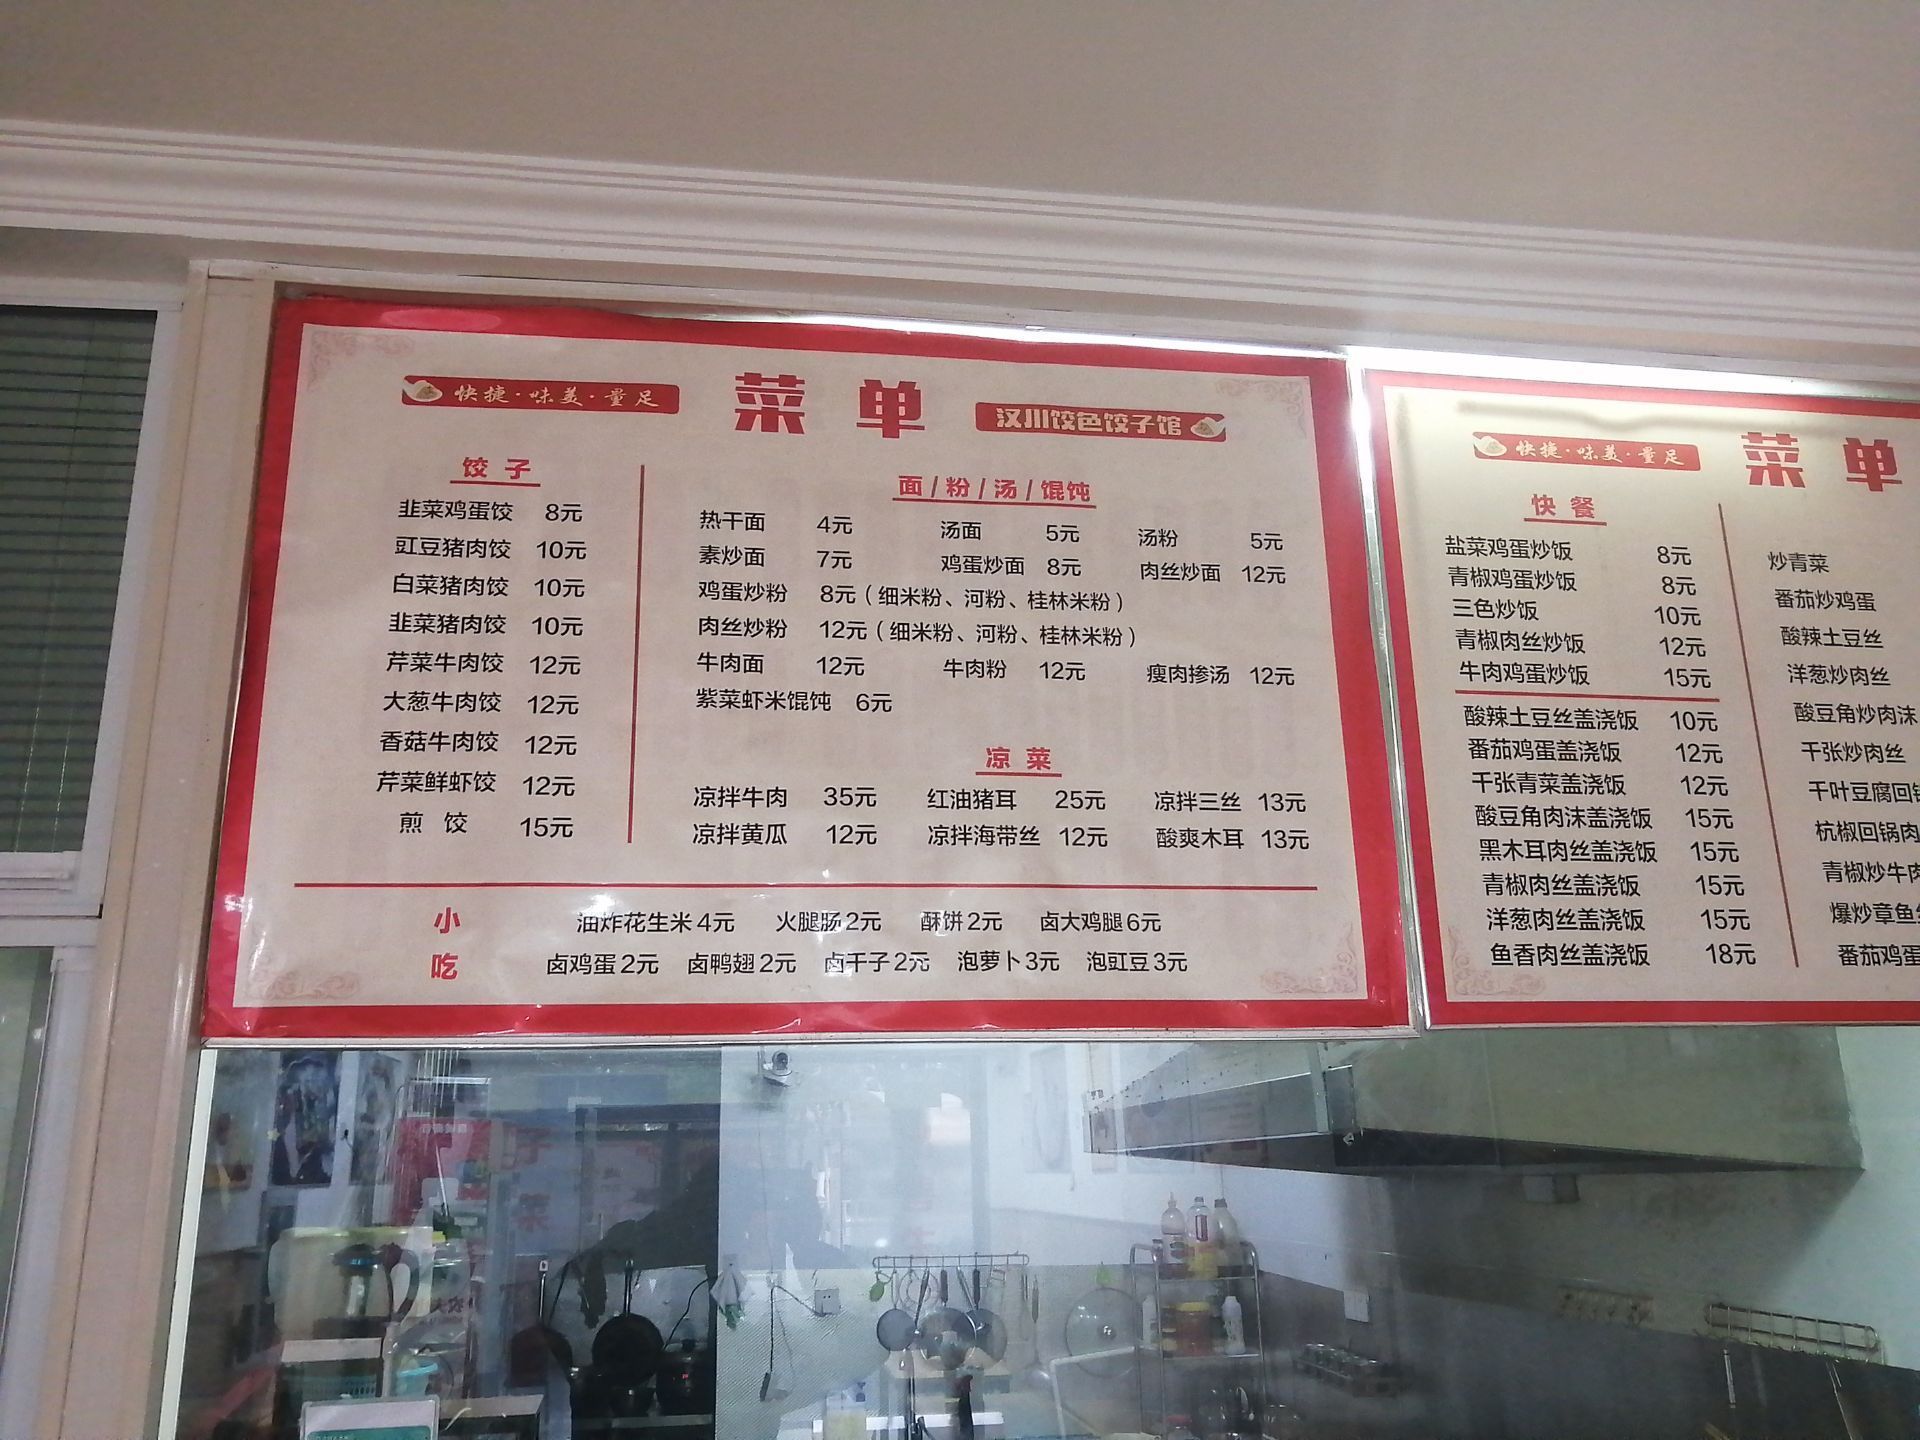 快捷·味美·量足
菜单
汉川饺色饺子馆
饺子
韭菜鸡蛋饺 8元
豇豆猪肉饺 10元
白菜猪肉饺 10元
韭菜猪肉饺 10元
芹菜牛肉饺 12元
大葱牛肉饺 12元
香菇牛肉饺 12元
芹菜鲜虾饺 12元
煎饺 15元
面/粉/汤/馄饨
热干面 4元 汤面 5元 汤粉 5元
素炒面 7元 鸡蛋炒面 8元 肉丝炒面 12元
鸡蛋炒粉 8元（细米粉、河粉、桂林米粉）
肉丝炒粉 12元（细米粉、河粉、桂林米粉）
牛肉面 12元 牛肉粉 12元 瘦肉掺汤 12元
紫菜虾米馄饨 6元
凉菜
凉拌牛肉 35元 红油猪耳 25元 凉拌三丝 13元
凉拌黄瓜 12元 凉拌海带丝 12元 酸爽木耳 13元
小吃
油炸花生米4元 火腿肠2元 酥饼2元 卤大鸡腿6元
卤鸡蛋2元 卤鸭翅2元 卤干子2元 泡萝卜3元 泡豇豆3元
快捷·味美·量足
菜单
快餐
盐菜鸡蛋炒饭 8元
青椒鸡蛋炒饭 8元
三色炒饭 10元
青椒肉丝炒饭 12元
牛肉鸡蛋炒饭 15元
酸辣土豆丝盖浇饭 10元
番茄鸡蛋盖浇饭 12元
千张青菜盖浇饭 12元
酸豆角肉沫盖浇饭 15元
黑木耳肉丝盖浇饭 15元
青椒肉丝盖浇饭 15元
洋葱肉丝盖浇饭 15元
鱼香肉丝盖浇饭 18元
炒青菜
番茄炒鸡蛋
酸辣土豆丝
洋葱炒肉丝
酸豆角炒肉沫
千张炒肉丝
千叶豆腐回锅
杭椒回锅肉
青椒炒牛肉
爆炒章鱼
番茄鸡蛋